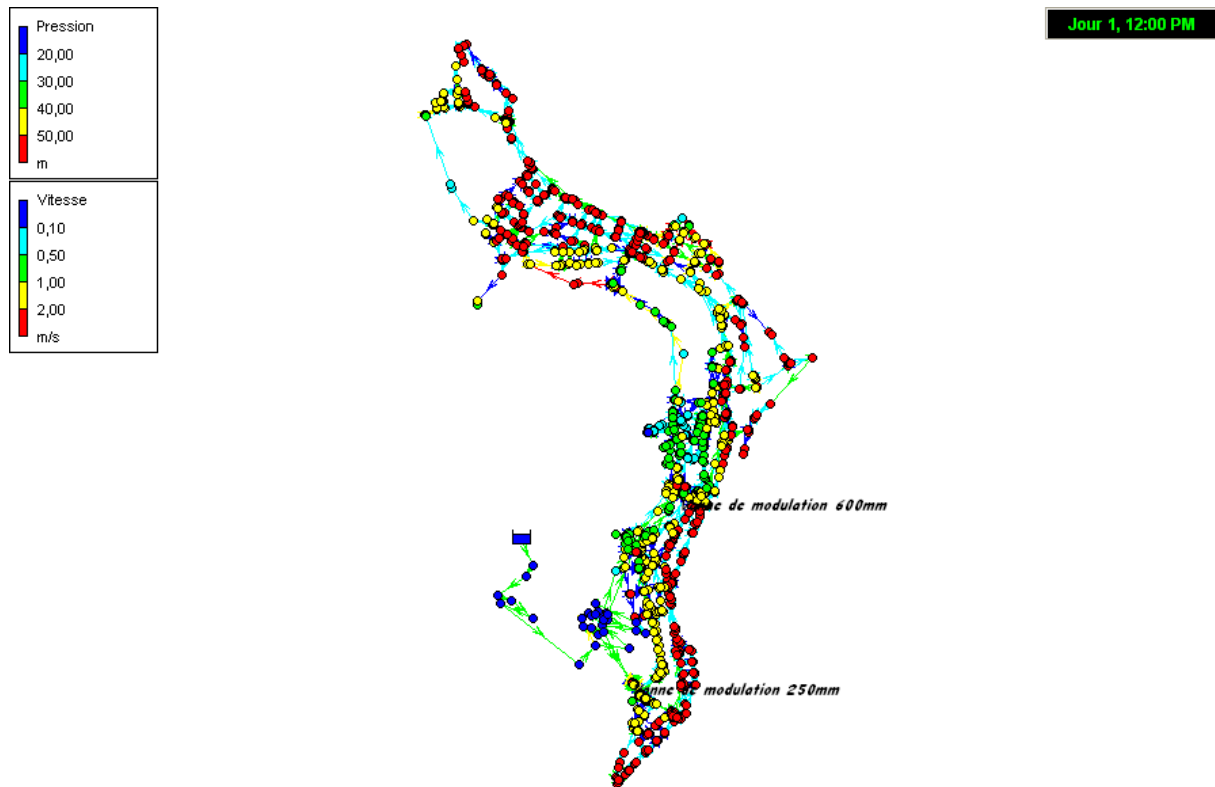 Pression
20,00
30,00
40,00
50,00
m
Vitesse
0,10
0,50
1,00
2,00
m/s
Jour 1, 12:00 PM
de modulation 600mm
de modulation 250mm